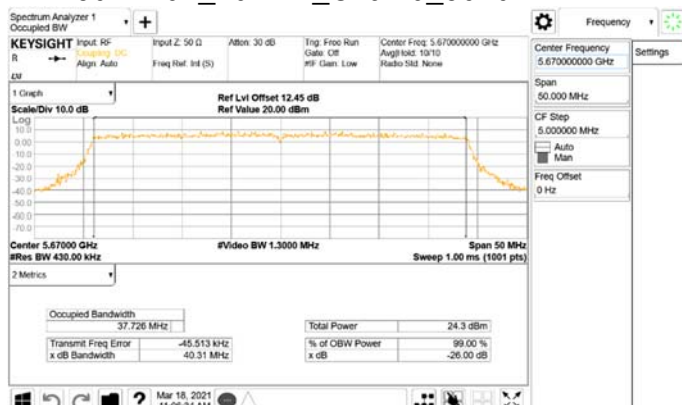 Spectrum Analyzer 1
Occupied BW
Frequency
KEYSIGHT
Input: RF
Coupling: DC
Align: Auto
Input Z: 50 Ω
Freq Ref: Int (S)
Atten: 30 dB
Trig: Free Run
Gate: Off
#IF Gain: Low
Center Freq: 5.670000000 GHz
Avg|Hold: 10/10
Radio Std: None
Center Frequency
5.670000000 GHz
Settings
Span
50.000 MHz
CF Step
5.000000 MHz
Auto
Man
Freq Offset
0 Hz
1 Graph
Scale/Div 10.0 dB
Ref Lvl Offset 12.45 dB
Ref Value 20.00 dBm
Log
10.0
0.00
-10.0
-20.0
-30.0
-40.0
-50.0
-60.0
-70.0
Center 5.67000 GHz
#Video BW 1.3000 MHz
Span 50 MHz
#Res BW 430.00 kHz
Sweep 1.00 ms (1001 pts)
2 Metrics
Occupied Bandwidth
37.726 MHz
Total Power
24.3 dBm
Transmit Freq Error
-45.513 kHz
% of OBW Power
99.00 %
x dB Bandwidth
40.31 MHz
x dB
-26.00 dB
Mar 18, 2021